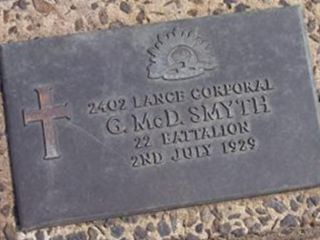 2402 LANCE CORPORAL
G. McD. SMYTH
22 BATTALION
2ND JULY 1929